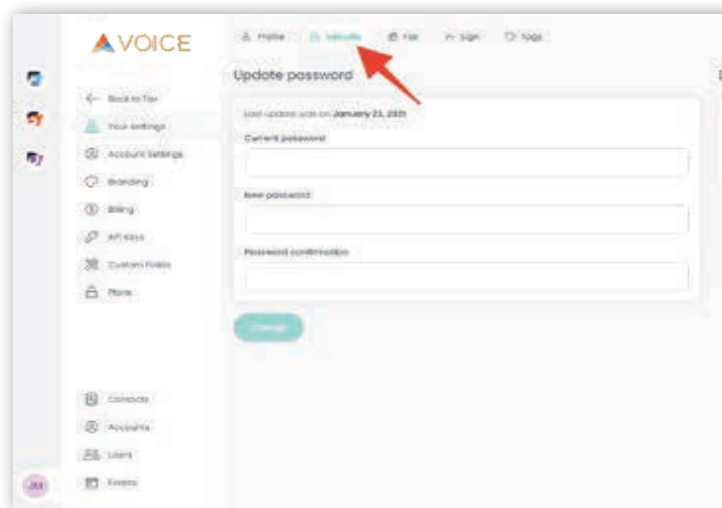 AVOICE
Profile Security Fax Sign Tags
Update password
Last update was on January 23, 2021
Current password
New password
Password confirmation
Change
Back to Fax
Your settings
Account Settings
Branding
Billing
API Keys
Custom Fields
Plans
Contacts
Accounts
Users
Events
JM